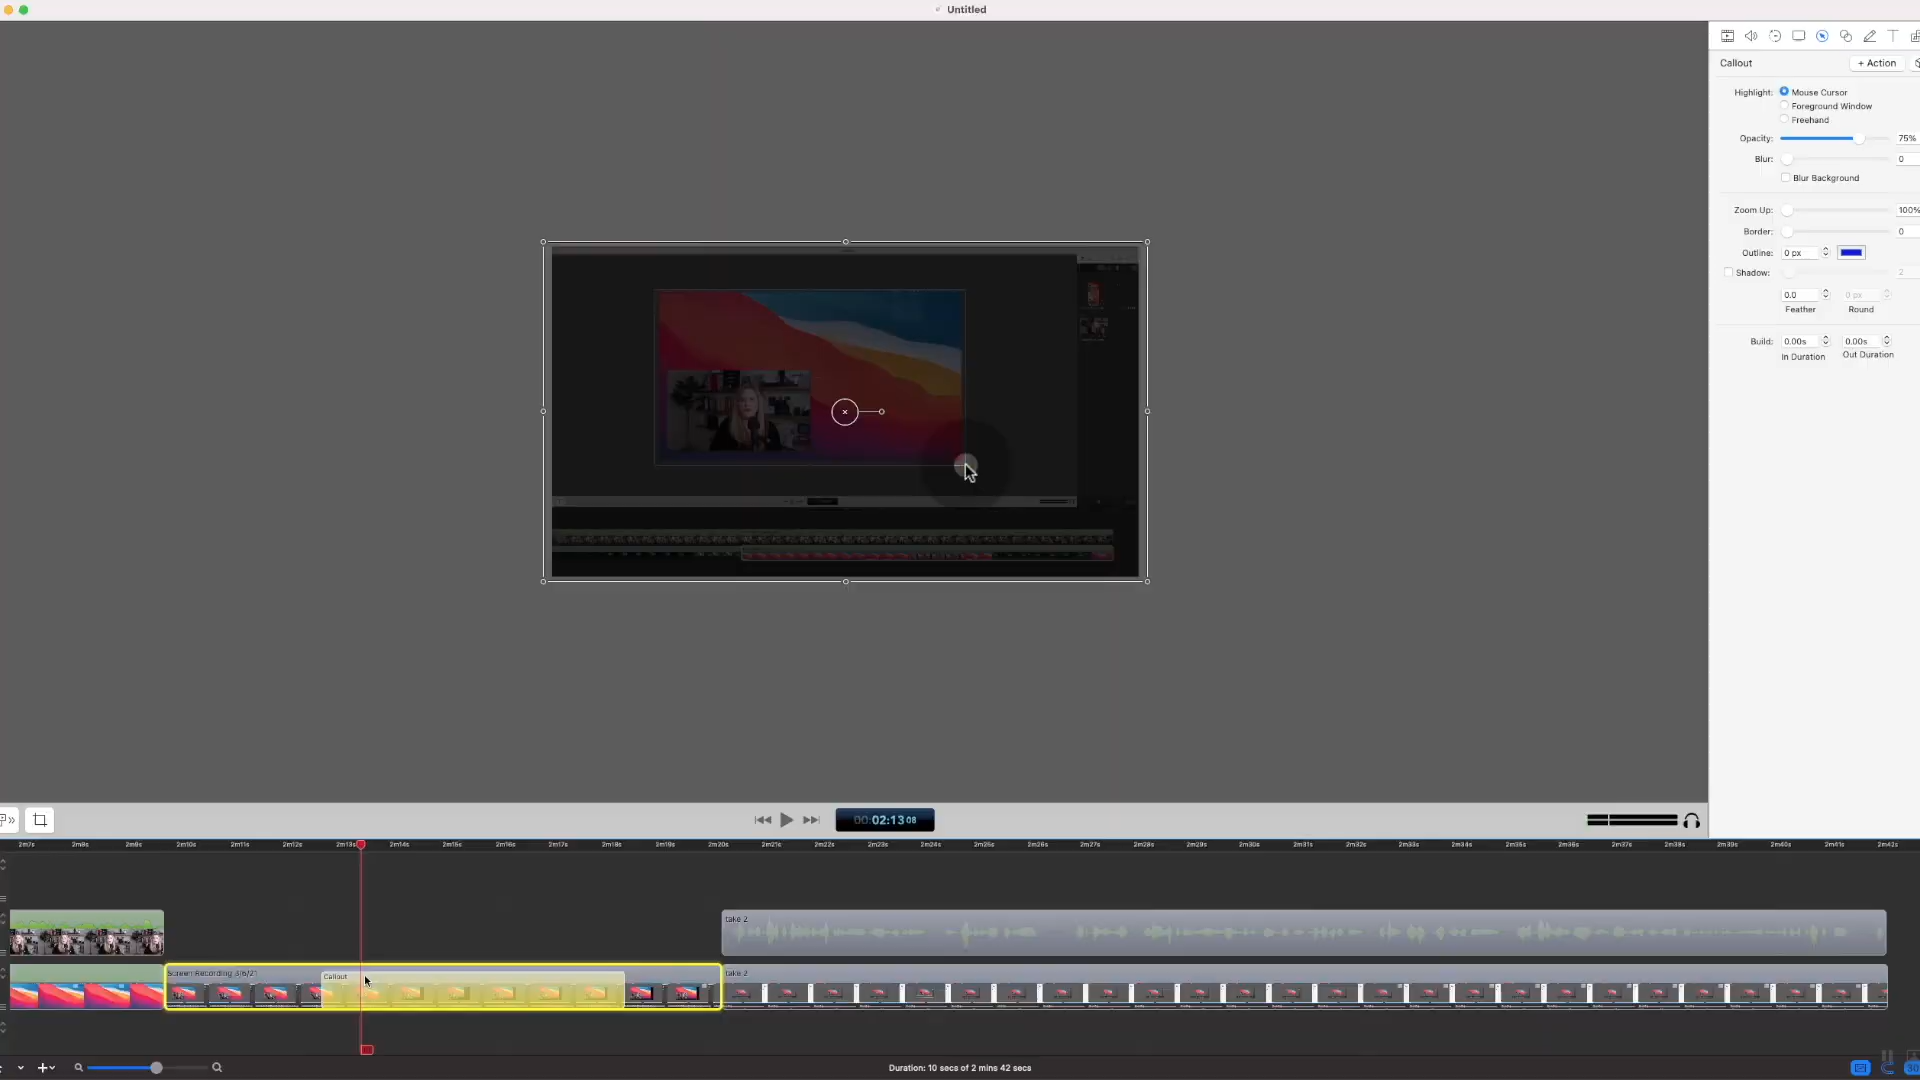 Untitled
Callout
+ Action
Highlight: Mouse Cursor
Foreground Window
Freehand
Opacity: 75%
Blur: 0
Blur Background
Zoom Up: 100%
Border: 0
Outline: 0 px
Shadow: 2
0.0 0 px
Feather Round
Build: 0.00s 0.00s
In Duration Out Duration
00:02:13 08
2m7s 2m8s 2m9s 2m10s 2m11s 2m12s 2m13s 2m14s 2m15s 2m16s 2m17s 2m18s 2m19s 2m20s 2m21s 2m22s 2m23s 2m24s 2m25s 2m26s 2m27s 2m28s 2m29s 2m30s 2m31s 2m32s 2m33s 2m34s 2m35s 2m36s 2m37s 2m38s 2m39s 2m40s 2m41s 2m42s
take 2
Screen Recording 3/6/21 Callout take 2
Duration: 10 secs of 2 mins 42 secs